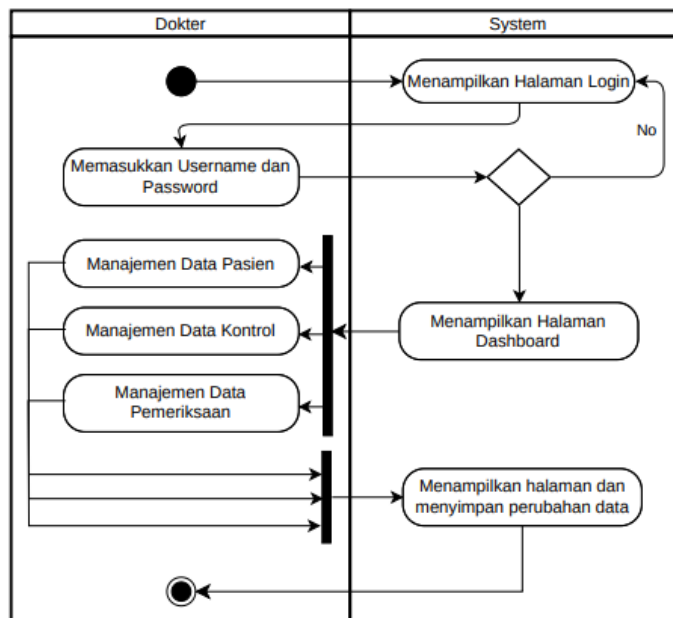 Dokter
System
Menampilkan Halaman Login
No
Memasukkan Username dan
Password
Manajemen Data Pasien
Manajemen Data Kontrol
Menampilkan Halaman
Dashboard
Manajemen Data
Pemeriksaan
Menampilkan halaman dan
menyimpan perubahan data